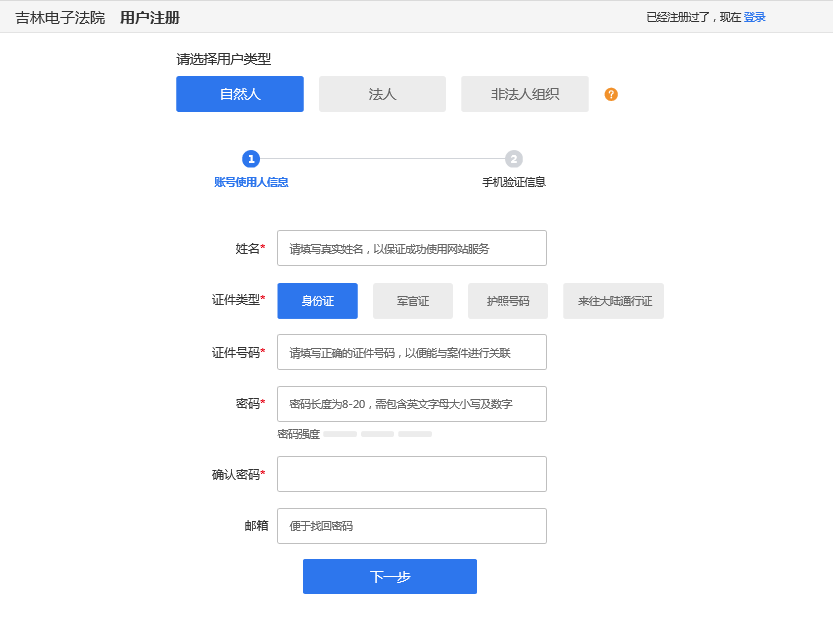 吉林电子法院 用户注册 已经注册过了，现在 登录
请选择用户类型
自然人 法人 非法人组织 ?
1 2
账号使用人信息 手机验证信息
姓名* 请填写真实姓名，以保证成功使用网站服务
证件类型* 身份证 军官证 护照号码 来往大陆通行证
证件号码* 请填写正确的证件号码，以便能与案件进行关联
密码* 密码长度为8-20，需包含英文字母大小写及数字
密码强度
确认密码*
邮箱 便于找回密码
下一步